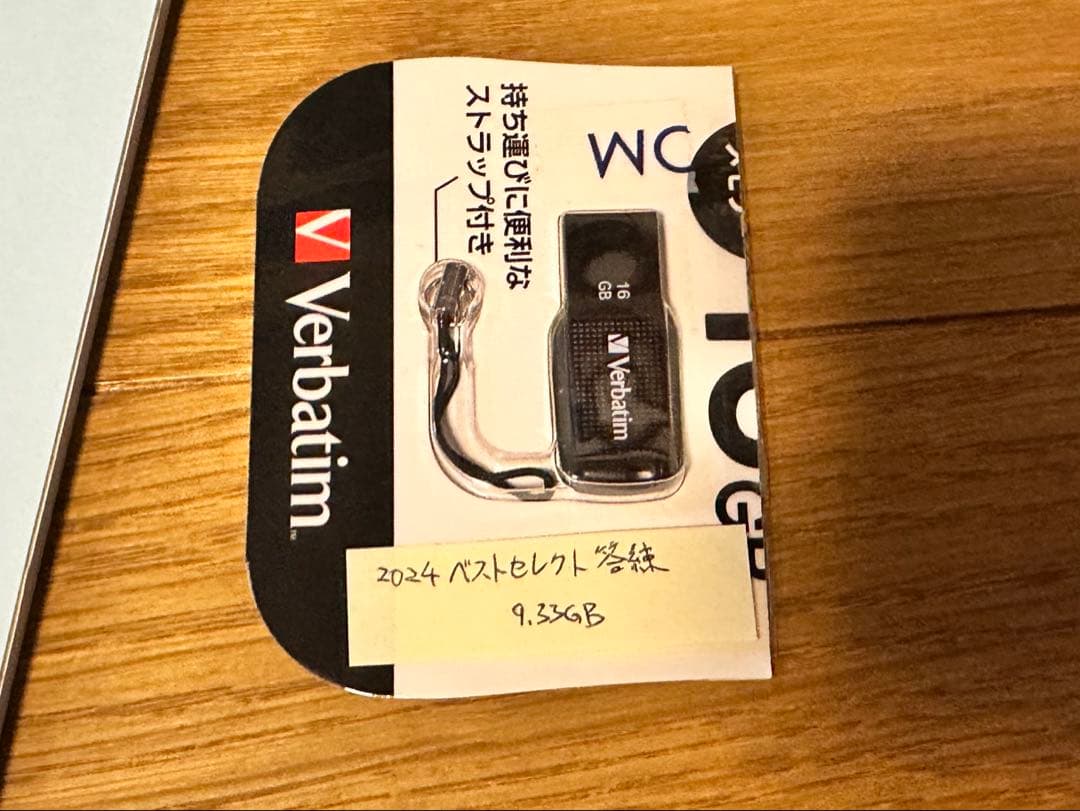 Verbatim
持ち運びに便利な
ストラップ付き
16
GB
Verbatim
2024 ベストセレクト 答練
9.33GB